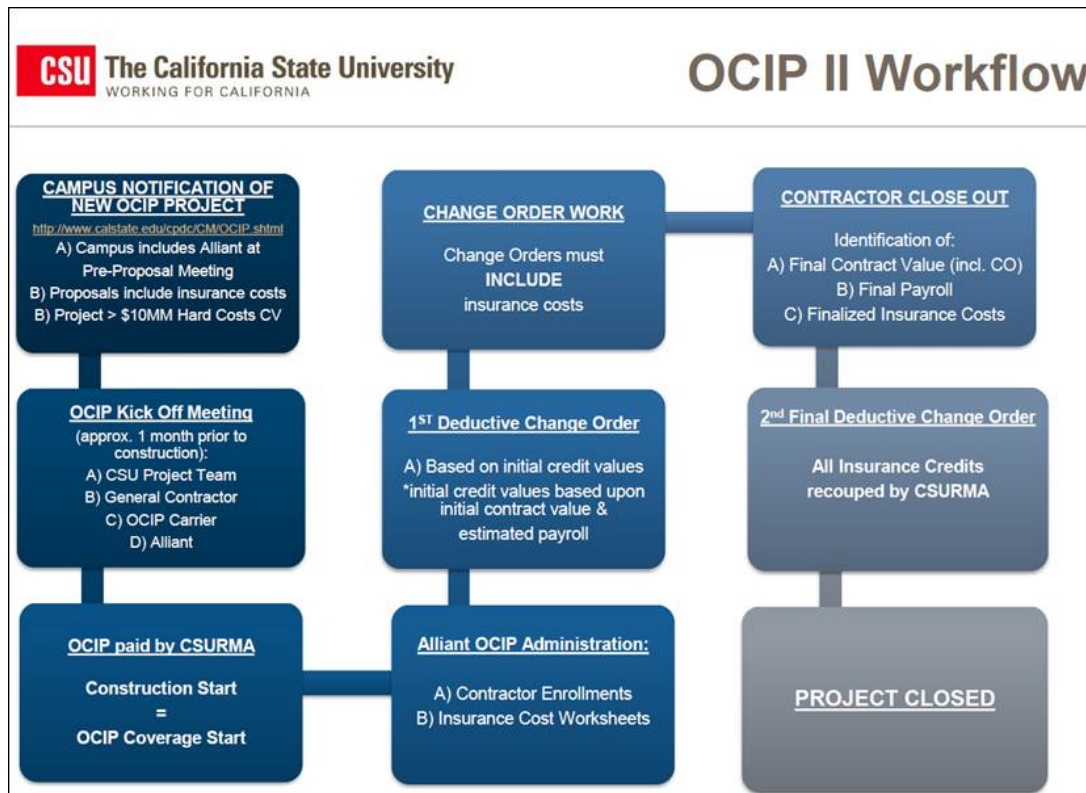 CSU The California State University
WORKING FOR CALIFORNIA
OCIP II Workflow
CAMPUS NOTIFICATION OF
NEW OCIP PROJECT
http://www.calstate.edu/cpdc/CM/OCIP.shtml
A) Campus includes Alliant at
Pre-Proposal Meeting
B) Proposals include insurance costs
B) Project > $10MM Hard Costs CV
OCIP Kick Off Meeting
(approx. 1 month prior to
construction):
A) CSU Project Team
B) General Contractor
C) OCIP Carrier
D) Alliant
OCIP paid by CSURMA
Construction Start
=
OCIP Coverage Start
Alliant OCIP Administration:
A) Contractor Enrollments
B) Insurance Cost Worksheets
1ST Deductive Change Order
A) Based on initial credit values
*initial credit values based upon
initial contract value &
estimated payroll
CHANGE ORDER WORK
Change Orders must
INCLUDE
insurance costs
CONTRACTOR CLOSE OUT
Identification of:
A) Final Contract Value (incl. CO)
B) Final Payroll
C) Finalized Insurance Costs
2nd Final Deductive Change Order
All Insurance Credits
recouped by CSURMA
PROJECT CLOSED